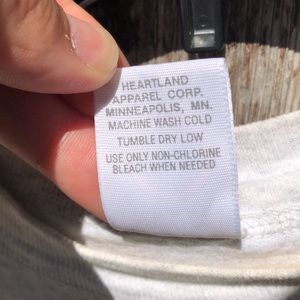 HEARTLAND
APPAREL CORP.
MINNEAPOLIS, MN.
MACHINE WASH COLD
TUMBLE DRY LOW
USE ONLY NON-CHLORINE
BLEACH WHEN NEEDED